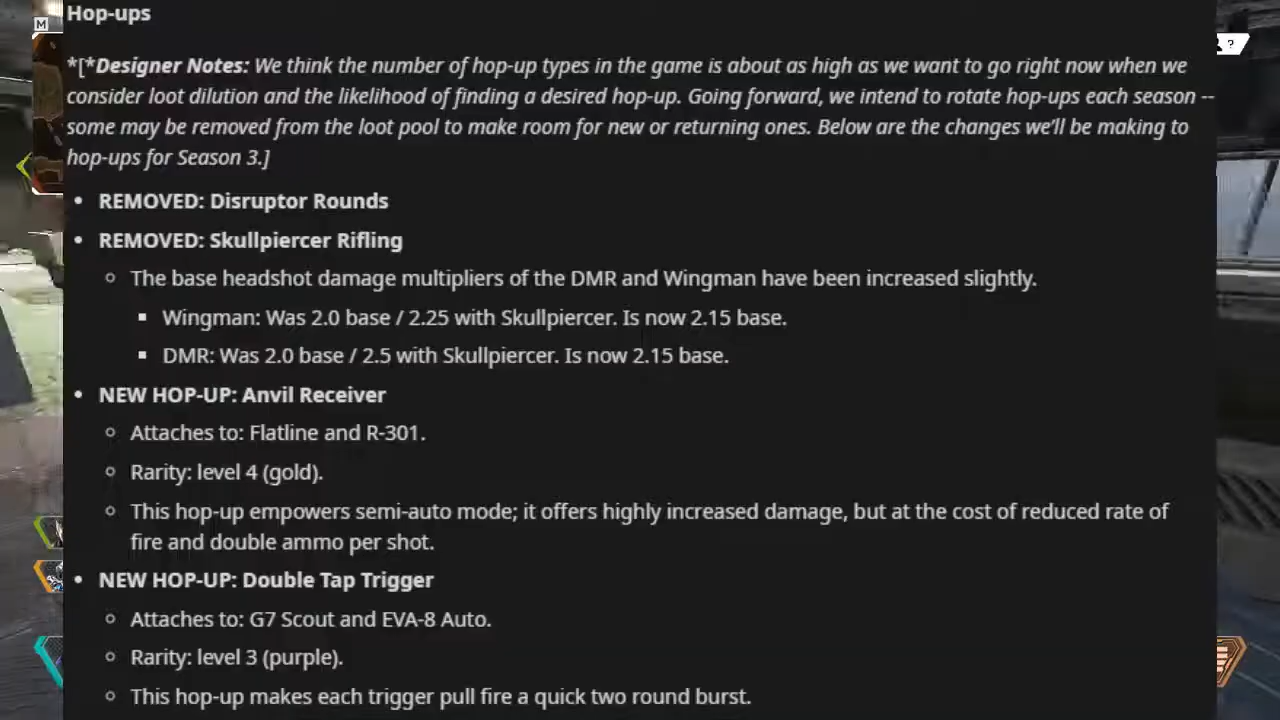 Hop-ups
M
?
*[*Designer Notes: We think the number of hop-up types in the game is about as high as we want to go right now when we
consider loot dilution and the likelihood of finding a desired hop-up. Going forward, we intend to rotate hop-ups each season --
some may be removed from the loot pool to make room for new or returning ones. Below are the changes we'll be making to
hop-ups for Season 3.]
• REMOVED: Disruptor Rounds
• REMOVED: Skullpiercer Rifling
◦ The base headshot damage multipliers of the DMR and Wingman have been increased slightly.
▪ Wingman: Was 2.0 base / 2.25 with Skullpiercer. Is now 2.15 base.
▪ DMR: Was 2.0 base / 2.5 with Skullpiercer. Is now 2.15 base.
• NEW HOP-UP: Anvil Receiver
◦ Attaches to: Flatline and R-301.
◦ Rarity: level 4 (gold).
◦ This hop-up empowers semi-auto mode; it offers highly increased damage, but at the cost of reduced rate of
fire and double ammo per shot.
• NEW HOP-UP: Double Tap Trigger
◦ Attaches to: G7 Scout and EVA-8 Auto.
◦ Rarity: level 3 (purple).
◦ This hop-up makes each trigger pull fire a quick two round burst.